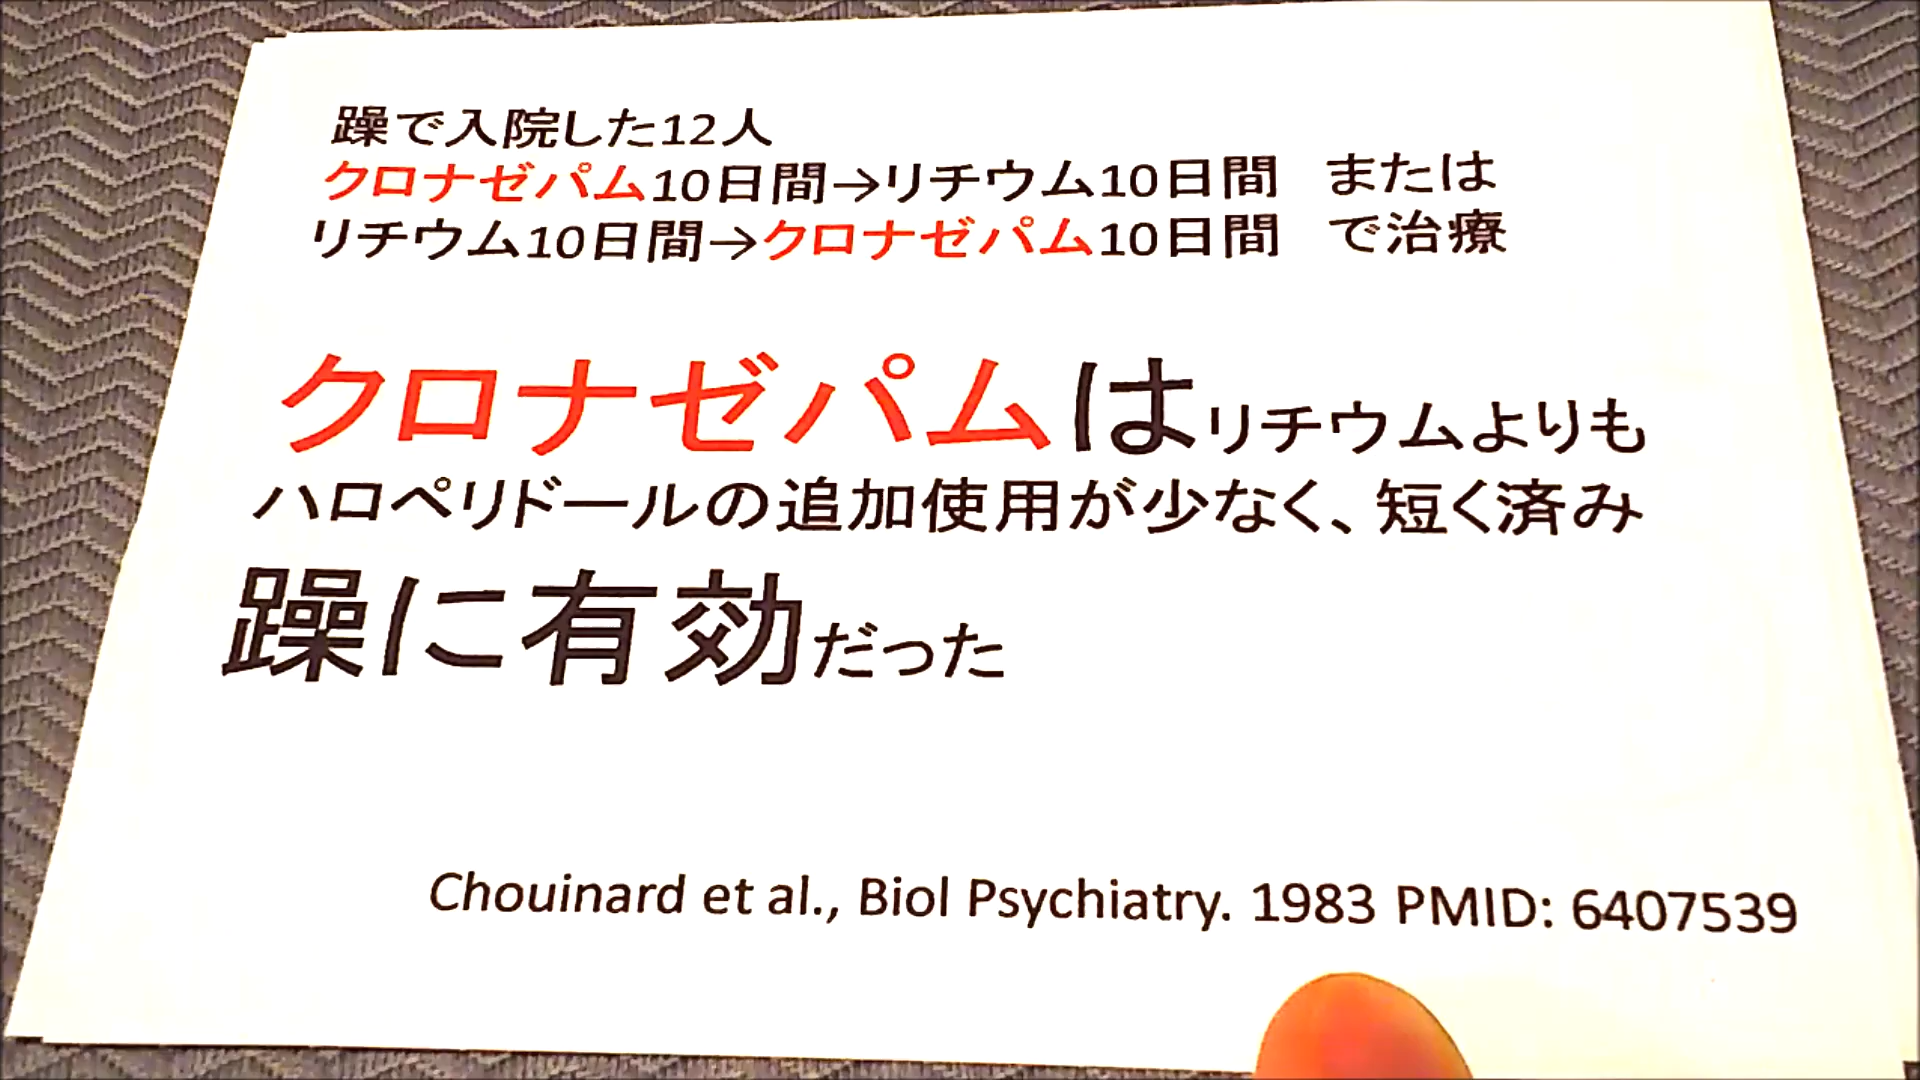 躁で入院した12人
クロナゼパム10日間→リチウム10日間　または
リチウム10日間→クロナゼパム10日間　で治療
クロナゼパムはリチウムよりも
ハロペリドールの追加使用が少なく、短く済み
躁に有効だった
Chouinard et al., Biol Psychiatry. 1983 PMID: 6407539